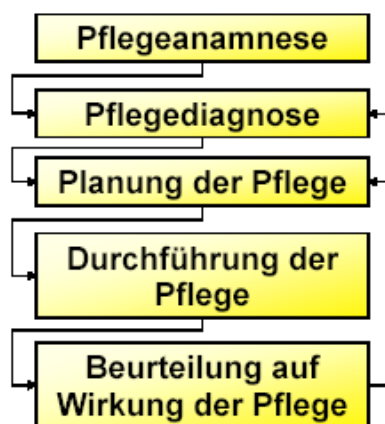 Pflegeanamnese
Pflegediagnose
Planung der Pflege
Durchführung der
Pflege
Beurteilung auf
Wirkung der Pflege